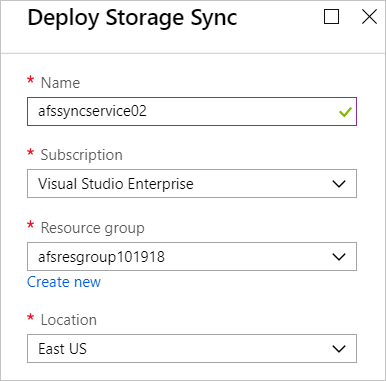 Deploy Storage Sync
* Name
afssyncservice02
* Subscription
Visual Studio Enterprise
* Resource group
afsresgroup101918
Create new
* Location
East US